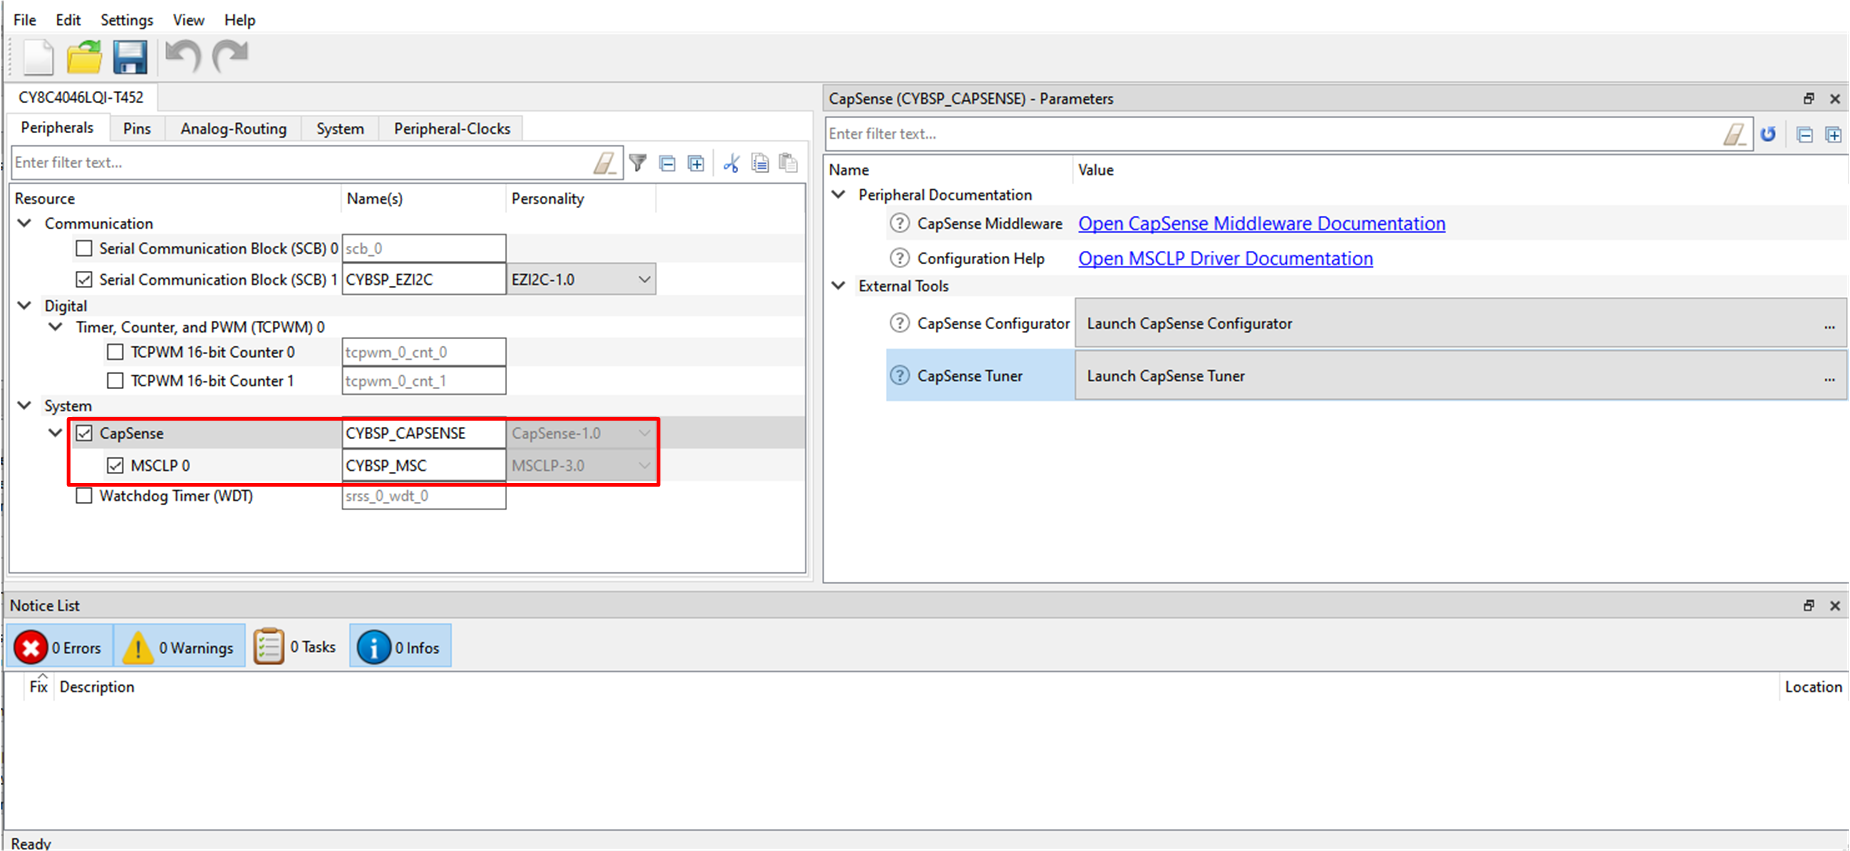 File Edit Settings View Help
CY8C4046LQI-T452
Peripherals Pins Analog-Routing System Peripheral-Clocks
Enter filter text...
Resource Name(s) Personality
Communication
Serial Communication Block (SCB) 0 scb_0
Serial Communication Block (SCB) 1 CYBSP_EZI2C EZI2C-1.0
Digital
Timer, Counter, and PWM (TCPWM) 0
TCPWM 16-bit Counter 0 tcpwm_0_cnt_0
TCPWM 16-bit Counter 1 tcpwm_0_cnt_1
System
CapSense CYBSP_CAPSENSE CapSense-1.0
MSCLP 0 CYBSP_MSC MSCLP-3.0
Watchdog Timer (WDT) srss_0_wdt_0
CapSense (CYBSP_CAPSENSE) - Parameters
Enter filter text...
Name Value
Peripheral Documentation
CapSense Middleware Open CapSense Middleware Documentation
Configuration Help Open MSCLP Driver Documentation
External Tools
CapSense Configurator Launch CapSense Configurator ...
CapSense Tuner Launch CapSense Tuner ...
Notice List
0 Errors 0 Warnings 0 Tasks 0 Infos
Fix Description Location
Ready